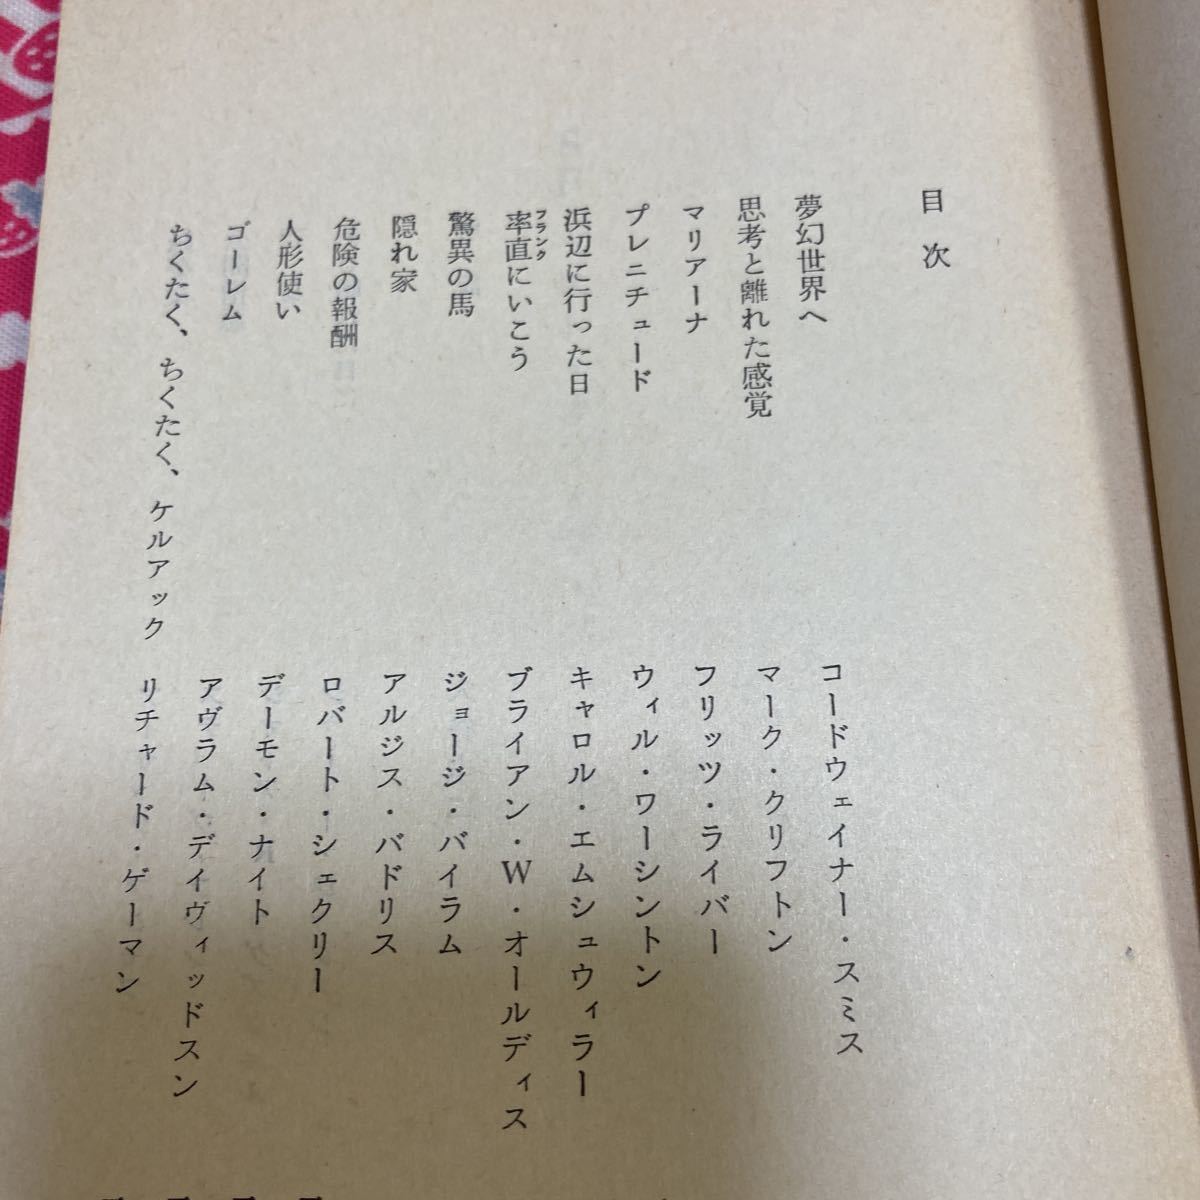 目次
夢幻世界へ コードウェイナー・スミス
思考と離れた感覚 マーク・クリフトン
マリアーナ フリッツ・ライバー
プレニチュード ウィル・ワーシントン
浜辺に行った日 キャロル・エムシュウィラー
率直にいこう ブライアン・W・オールディス
フランク
驚異の馬 ジョージ・バイラム
隠れ家 アルジス・バドリス
危険の報酬 ロバート・シェクリー
人形使い デーモン・ナイト
ゴーレム アヴラム・デイヴィッドスン
ちくたく、ちくたく、ケルアック リチャード・ゲーマン